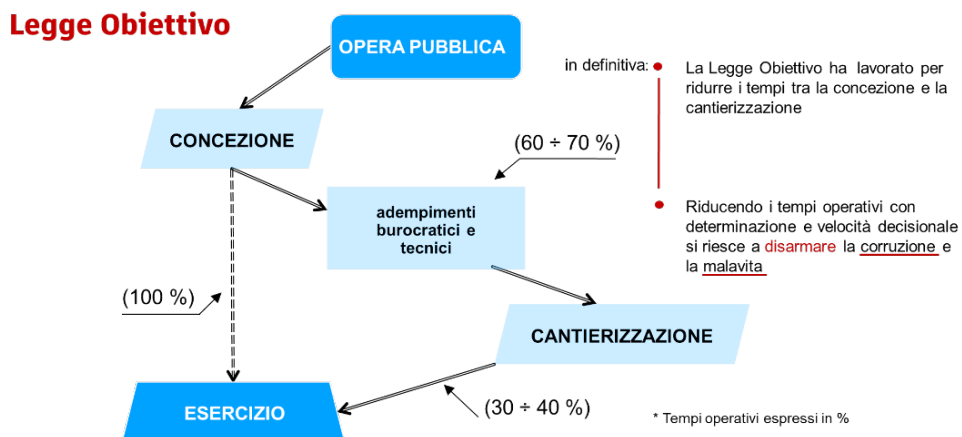 Legge Obiettivo
OPERA PUBBLICA
in definitiva:
La Legge Obiettivo ha lavorato per
ridurre i tempi tra la concezione e la
cantierizzazione
CONCEZIONE
(60 ÷ 70 %)
adempimenti
burocratici e
tecnici
Riducendo i tempi operativi con
determinazione e velocità decisionale
si riesce a disarmare la corruzione e
la malavita
(100 %)
CANTIERIZZAZIONE
ESERCIZIO
(30 ÷ 40 %)
* Tempi operativi espressi in %